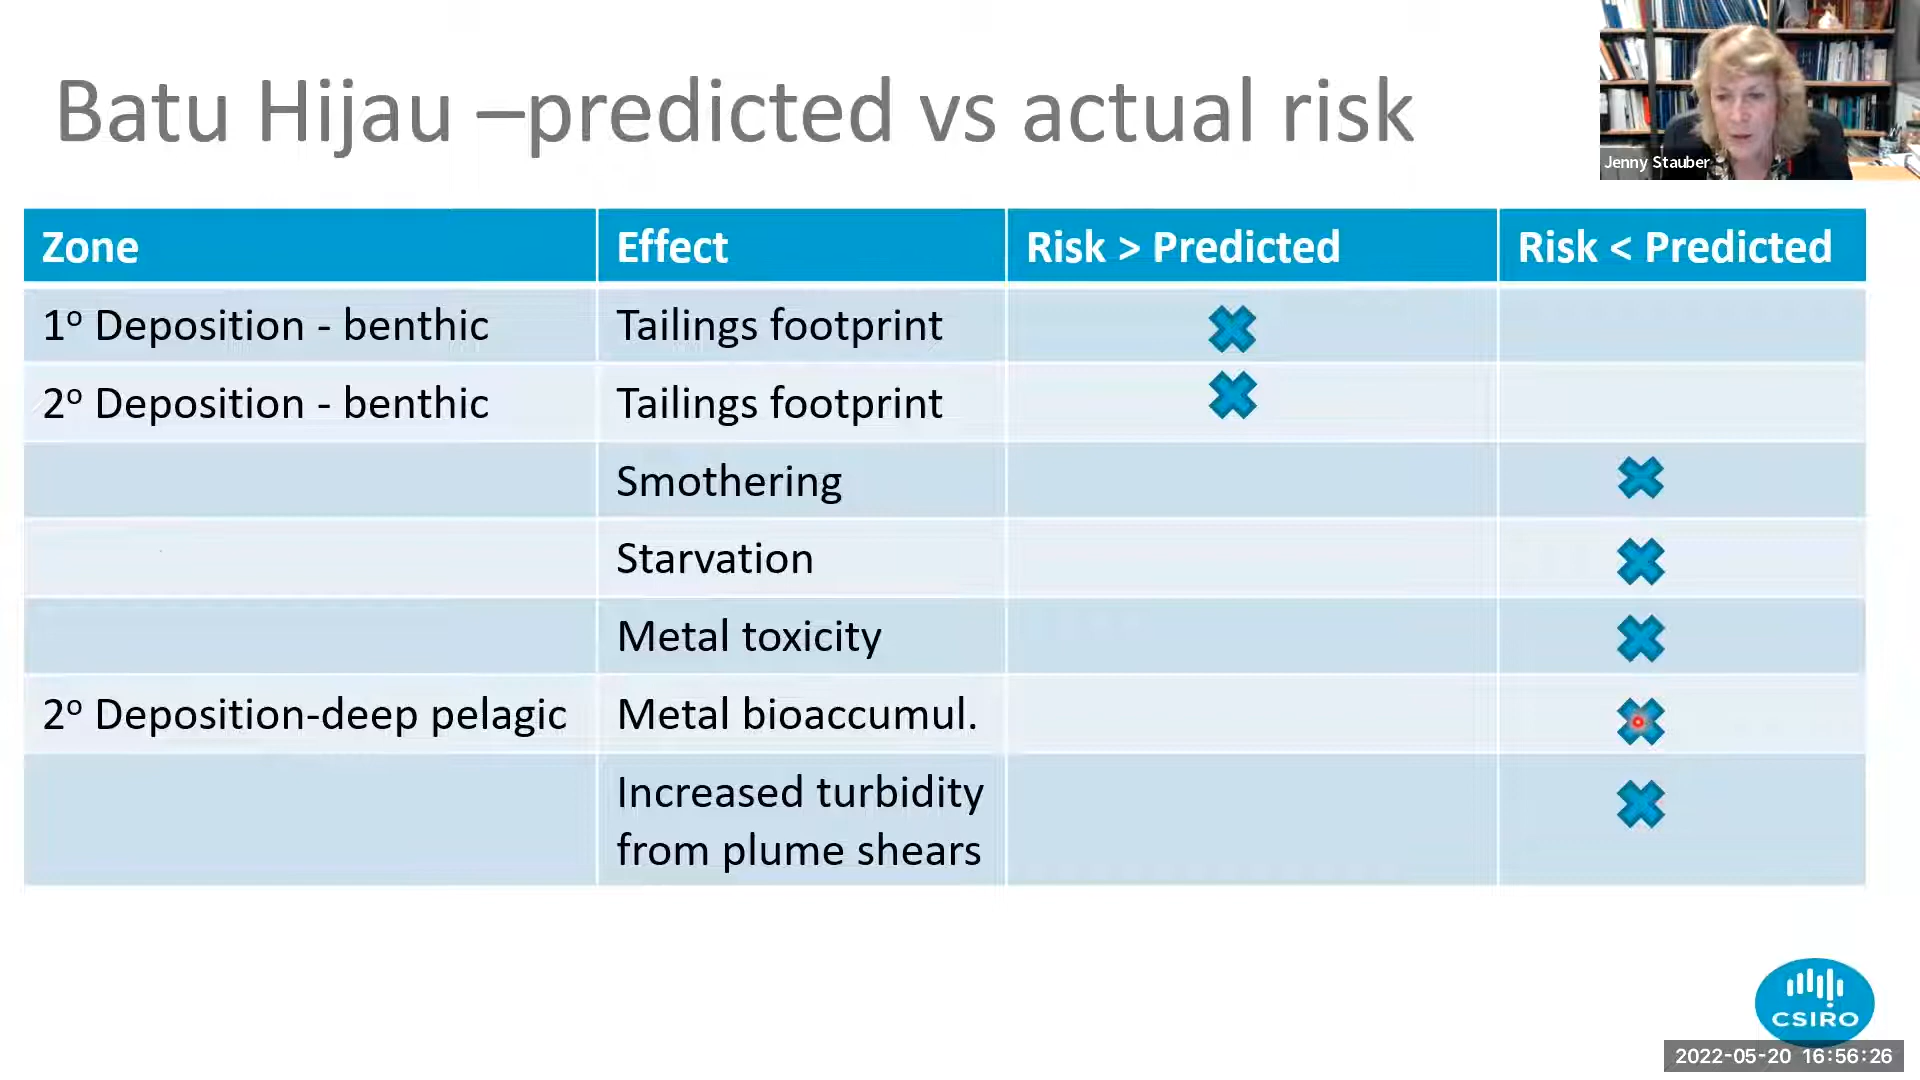 Batu Hijau –predicted vs actual risk
Jenny Stauber
Zone Effect Risk > Predicted Risk < Predicted
1º Deposition - benthic Tailings footprint
2º Deposition - benthic Tailings footprint
Smothering
Starvation
Metal toxicity
2º Deposition-deep pelagic Metal bioaccumul.
Increased turbidity
from plume shears
CSIRO
2022-05-20 16:56:26